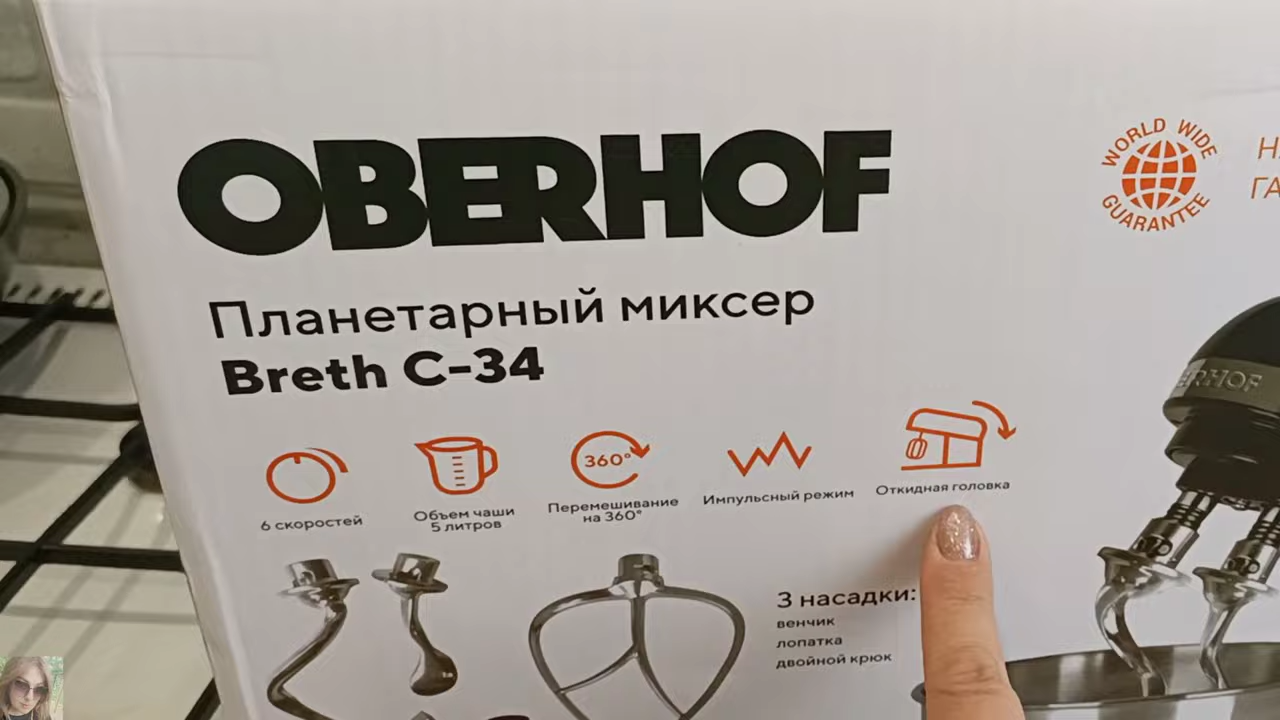 OBERHOF
Планетарный миксер
Breth C-34
WORLD WIDE
GUARANTEE
6 скоростей
Объем чаши
5 литров
360°
Перемешивание
на 360°
Импульсный режим
Откидная головка
3 насадки:
венчик
лопатка
двойной крюк